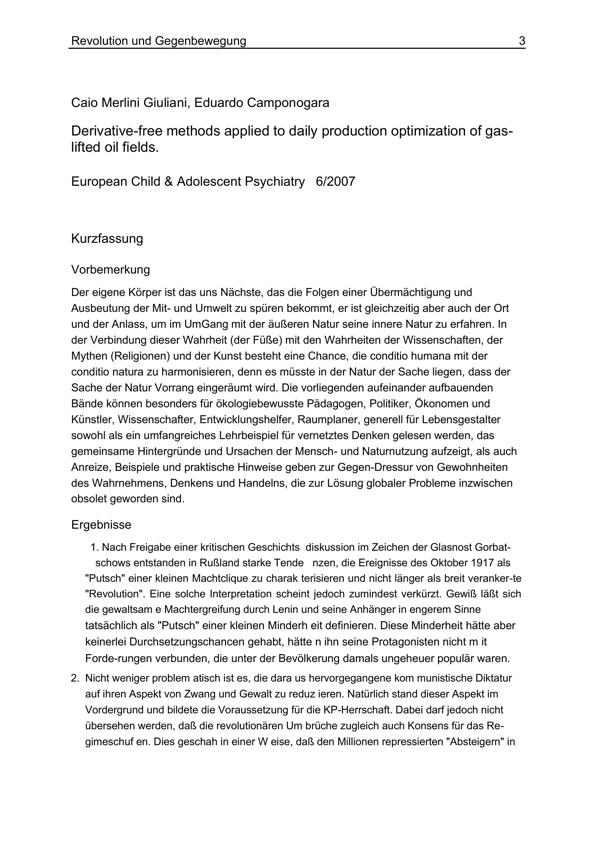 Revolution und Gegenbewegung 3
Caio Merlini Giuliani, Eduardo Camponogara
Derivative-free methods applied to daily production optimization of gas-
lifted oil fields.
European Child & Adolescent Psychiatry 6/2007
Kurzfassung
Vorbemerkung
Der eigene Körper ist das uns Nächste, das die Folgen einer Übermächtigung und
Ausbeutung der Mit- und Umwelt zu spüren bekommt, er ist gleichzeitig aber auch der Ort
und der Anlass, um im UmGang mit der äußeren Natur seine innere Natur zu erfahren. In
der Verbindung dieser Wahrheit (der Füße) mit den Wahrheiten der Wissenschaften, der
Mythen (Religionen) und der Kunst besteht eine Chance, die conditio humana mit der
conditio natura zu harmonisieren, denn es müsste in der Natur der Sache liegen, dass der
Sache der Natur Vorrang eingeräumt wird. Die vorliegenden aufeinander aufbauenden
Bände können besonders für ökologiebewusste Pädagogen, Politiker, Ökonomen und
Künstler, Wissenschafter, Entwicklungshelfer, Raumplaner, generell für Lebensgestalter
sowohl als ein umfangreiches Lehrbeispiel für vernetztes Denken gelesen werden, das
gemeinsame Hintergründe und Ursachen der Mensch- und Naturnutzung aufzeigt, als auch
Anreize, Beispiele und praktische Hinweise geben zur Gegen-Dressur von Gewohnheiten
des Wahrnehmens, Denkens und Handelns, die zur Lösung globaler Probleme inzwischen
obsolet geworden sind.
Ergebnisse
1. Nach Freigabe einer kritischen Geschichts diskussion im Zeichen der Glasnost Gorbat-
schows entstanden in Rußland starke Tende nzen, die Ereignisse des Oktober 1917 als
"Putsch" einer kleinen Machtclique zu charak terisieren und nicht länger als breit veranker-te
"Revolution". Eine solche Interpretation scheint jedoch zumindest verkürzt. Gewiß läßt sich
die gewaltsam e Machtergreifung durch Lenin und seine Anhänger in engerem Sinne
tatsächlich als "Putsch" einer kleinen Minderh eit definieren. Diese Minderheit hätte aber
keinerlei Durchsetzungschancen gehabt, hätte n ihn seine Protagonisten nicht m it
Forde-rungen verbunden, die unter der Bevölkerung damals ungeheuer populär waren.
2. Nicht weniger problem atisch ist es, die dara us hervorgegangene kom munistische Diktatur
auf ihren Aspekt von Zwang und Gewalt zu reduz ieren. Natürlich stand dieser Aspekt im
Vordergrund und bildete die Voraussetzung für die KP-Herrschaft. Dabei darf jedoch nicht
übersehen werden, daß die revolutionären Um brüche zugleich auch Konsens für das Re-
gimeschuf en. Dies geschah in einer W eise, daß den Millionen repressierten "Absteigern" in